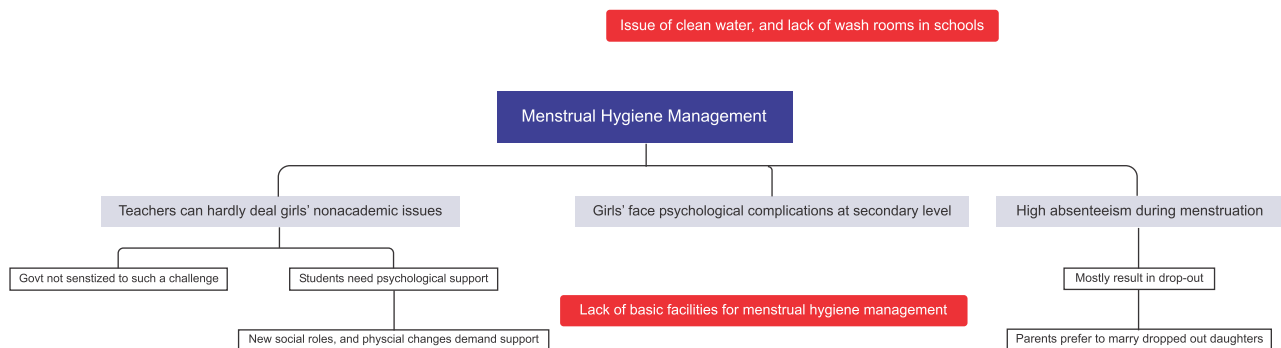 Issue of clean water, and lack of wash rooms in schools
Menstrual Hygiene Management
Teachers can hardly deal girls’ nonacademic issues
Girls’ face psychological complications at secondary level
High absenteeism during menstruation
Govt not senstized to such a challenge
Students need psychological support
Mostly result in drop-out
Lack of basic facilities for menstrual hygiene management
New social roles, and physcial changes demand support
Parents prefer to marry dropped out daughters